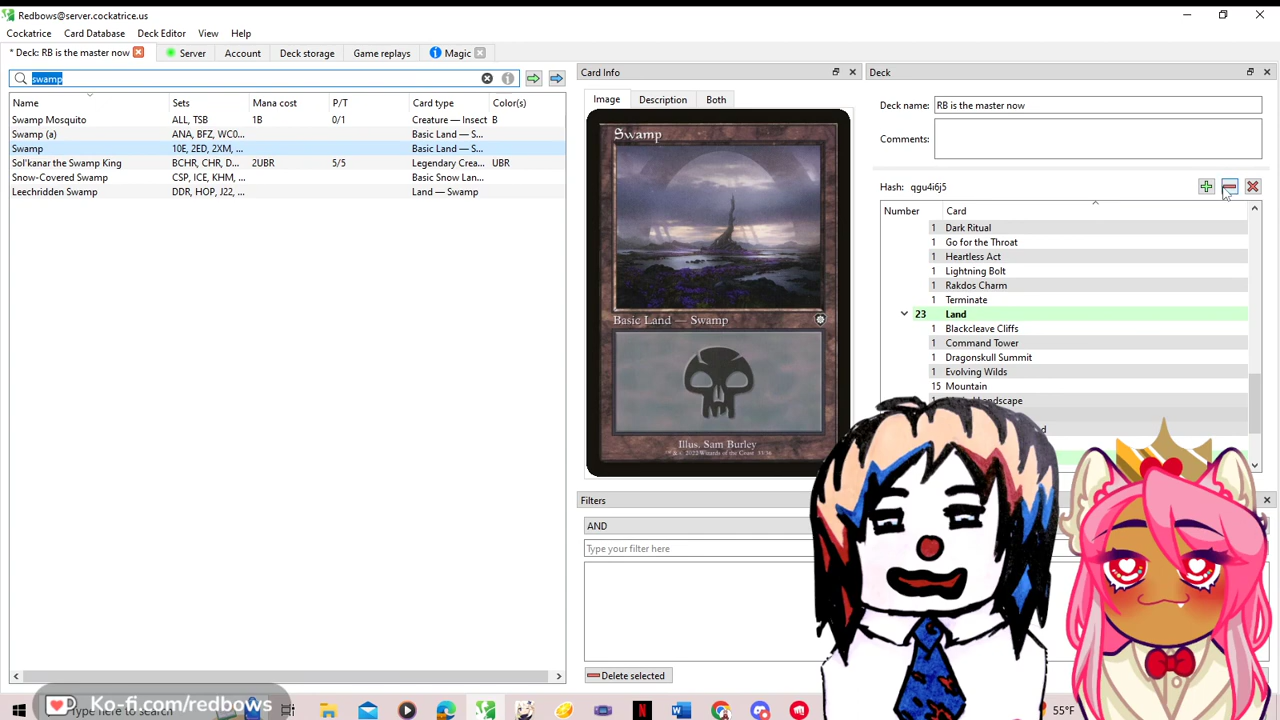 Redbows@server.cockatrice.us
Cockatrice Card Database Deck Editor View Help
* Deck: RB is the master now Server Account Deck storage Game replays Magic
swamp
Name Sets Mana cost P/T Card type Color(s)
Swamp Mosquito ALL, TSB 1B 0/1 Creature — Insect B
Swamp (a) ANA, BFZ, WC0... Basic Land — S...
Swamp 10E, 2ED, 2XM, ... Basic Land — S...
Sol'kanar the Swamp King BCHR, CHR, D... 2UBR 5/5 Legendary Crea... UBR
Snow-Covered Swamp CSP, ICE, KHM, ... Basic Snow Lan...
Leechridden Swamp DDR, HOP, J22, ... Land — Swamp
Card Info
Image Description Both
Swamp
Basic Land — Swamp
Illus. Sam Burley
Filters
AND
Type your filter here
Delete selected
Deck
Deck name: RB is the master now
Comments:
Hash: qgu4i6j5
Number Card
1 Dark Ritual
1 Go for the Throat
1 Heartless Act
1 Lightning Bolt
1 Rakdos Charm
1 Terminate
23 Land
1 Blackcleave Cliffs
1 Command Tower
1 Dragonskull Summit
1 Evolving Wilds
15 Mountain
Ko-fi.com/redbows
Type here to search
55°F